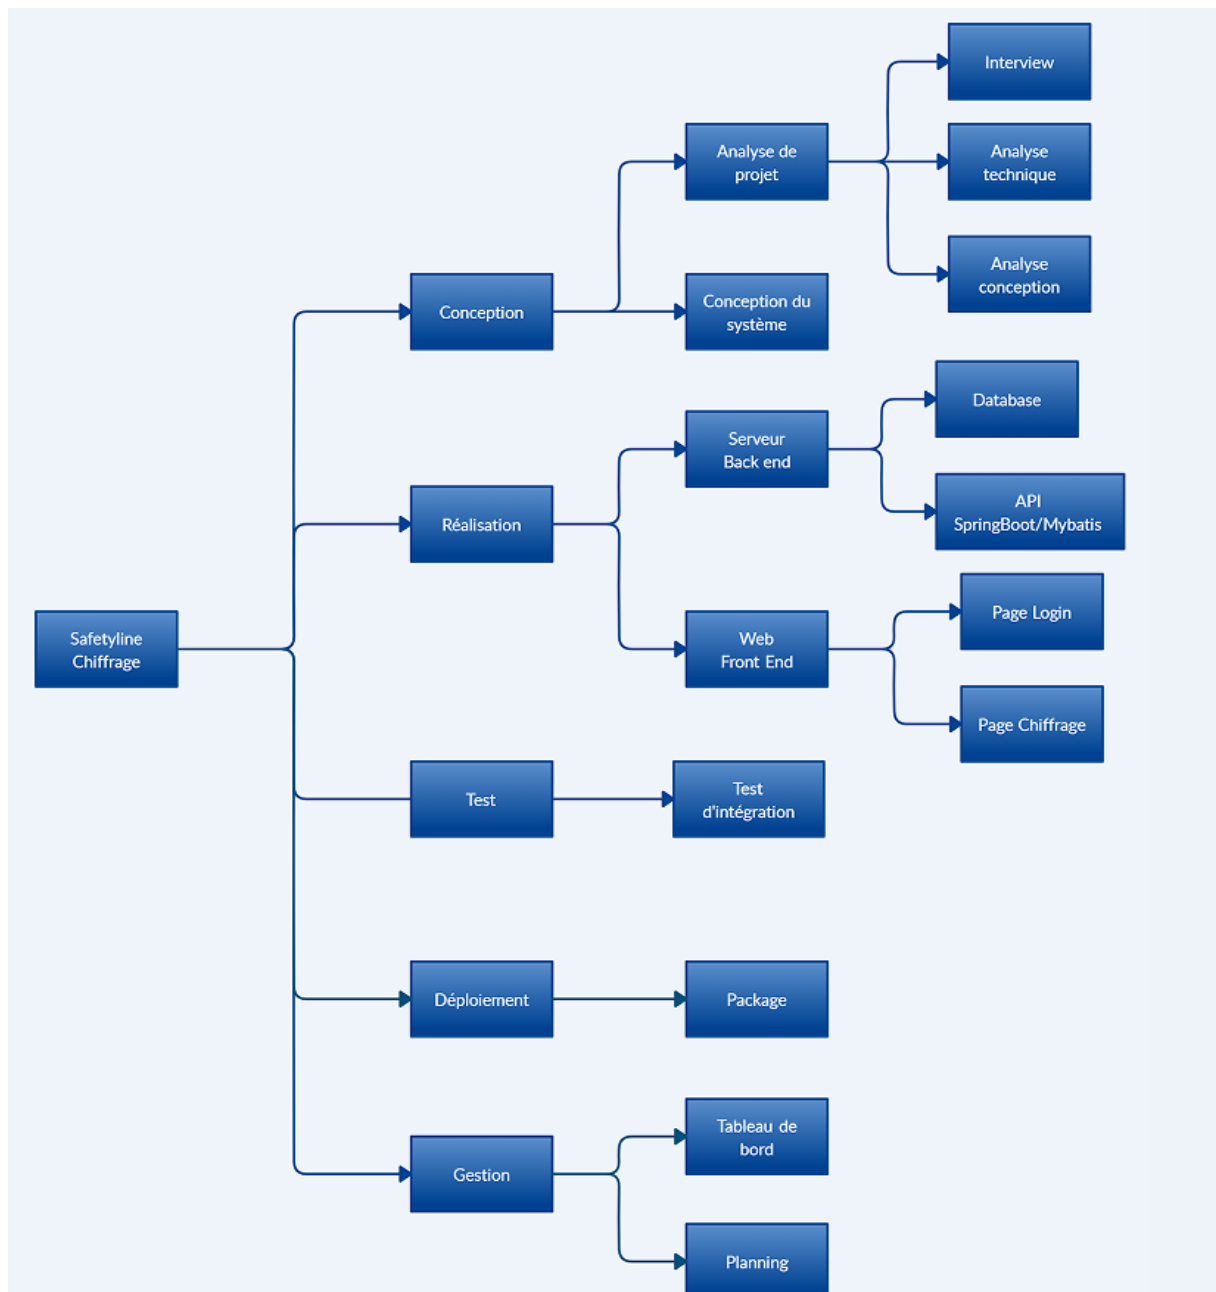 Interview
Analyse de
projet
Analyse
technique
Analyse
conception
Conception
Conception du
système
Database
Serveur
Back end
API
SpringBoot/Mybatis
Réalisation
Page Login
Safetyline
Chiffrage
Web
Front End
Page Chiffrage
Test
Test
d'intégration
Déploiement
Package
Tableau de
bord
Gestion
Planning